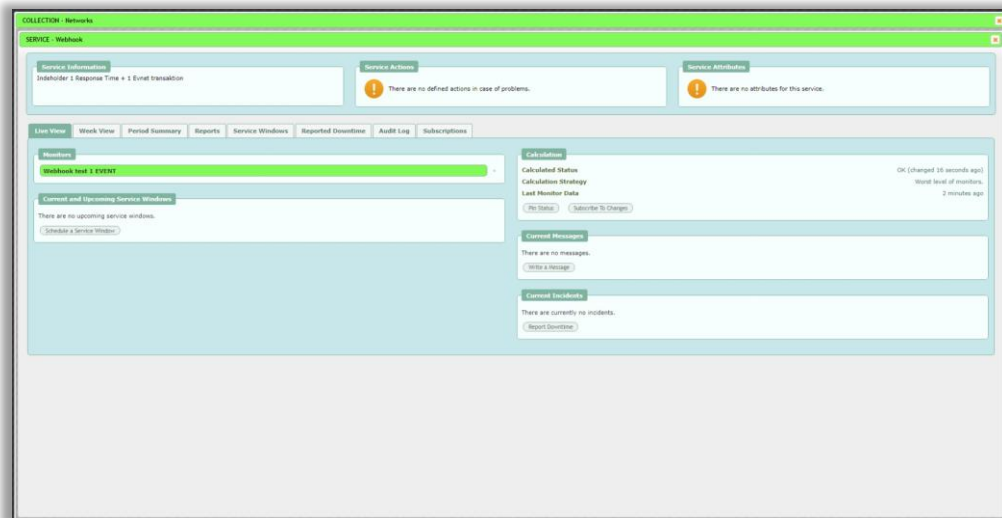 COLLECTION - Networks
SERVICE - Webhook
Service Information
Indeholder 1 Response Time + 1 Evnet transaktion
Service Actions
There are no defined actions in case of problems.
Service Attributes
There are no attributes for this service.
Live View
Week View
Period Summary
Reports
Service Windows
Reported Downtime
Audit Log
Subscriptions
Monitors
Webhook test 1 EVENT
Current and Upcoming Service Windows
There are no upcoming service windows.
Schedule a Service Window
Calculation
Calculated Status OK (changed 16 seconds ago)
Calculation Strategy Worst level of monitors.
Last Monitor Data 2 minutes ago
Pin Status Subscribe To Changes
Current Messages
There are no messages.
Write a Message
Current Incidents
There are currently no incidents.
Report Downtime